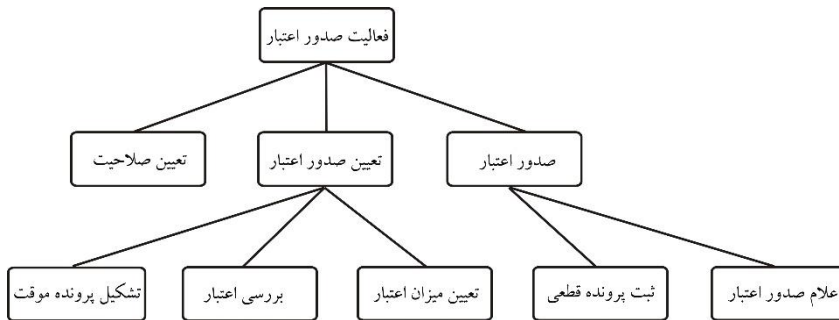 فعالیت صدور اعتبار
صدور اعتبار
تعیین صدور اعتبار
تعیین صلاحیت
علام صدور اعتبار
ثبت پرونده قطعی
تعیین میزان اعتبار
بررسی اعتبار
تشکیل پرونده موقت